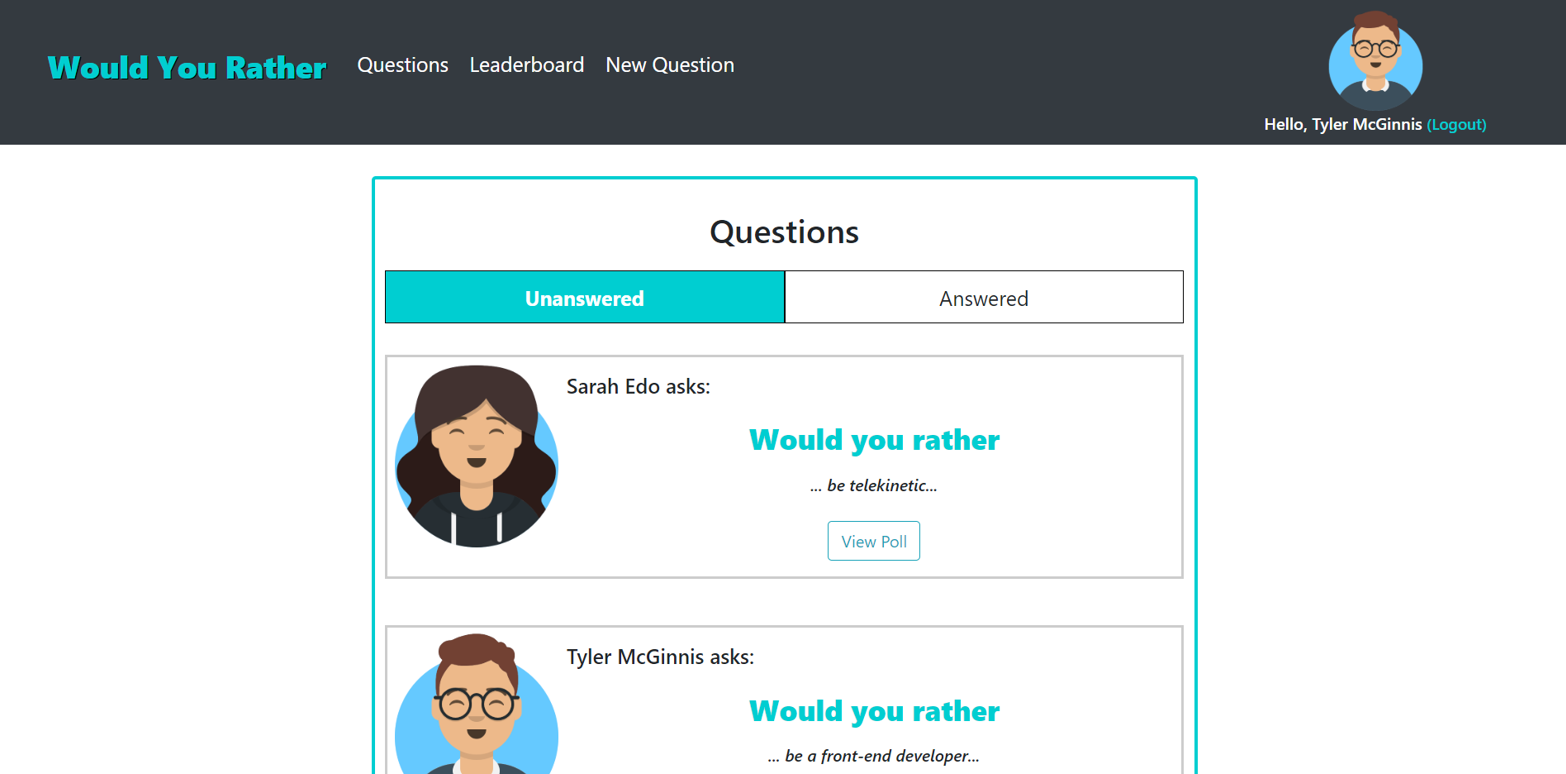 Would You Rather Questions Leaderboard New Question
Hello, Tyler McGinnis (Logout)
Questions
Unanswered Answered
Sarah Edo asks:
Would you rather
... be telekinetic...
View Poll
Tyler McGinnis asks:
Would you rather
... be a front-end developer...